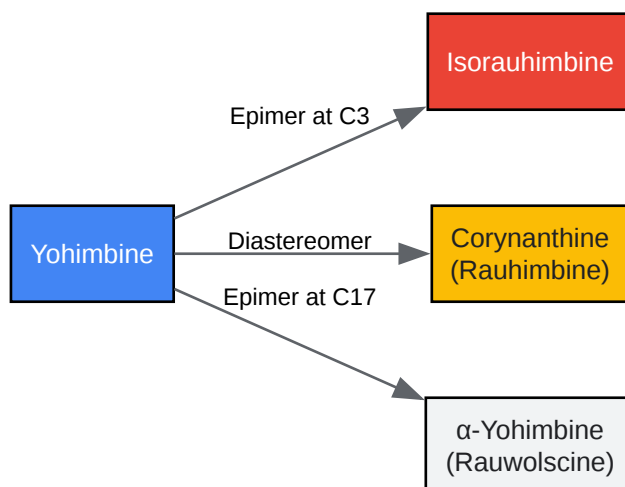 Isorauhimbine
Epimer at C3
Yohimbine
Diastereomer
Corynanthine
(Rauhimbine)
Epimer at C17
α-Yohimbine
(Rauwolscine)